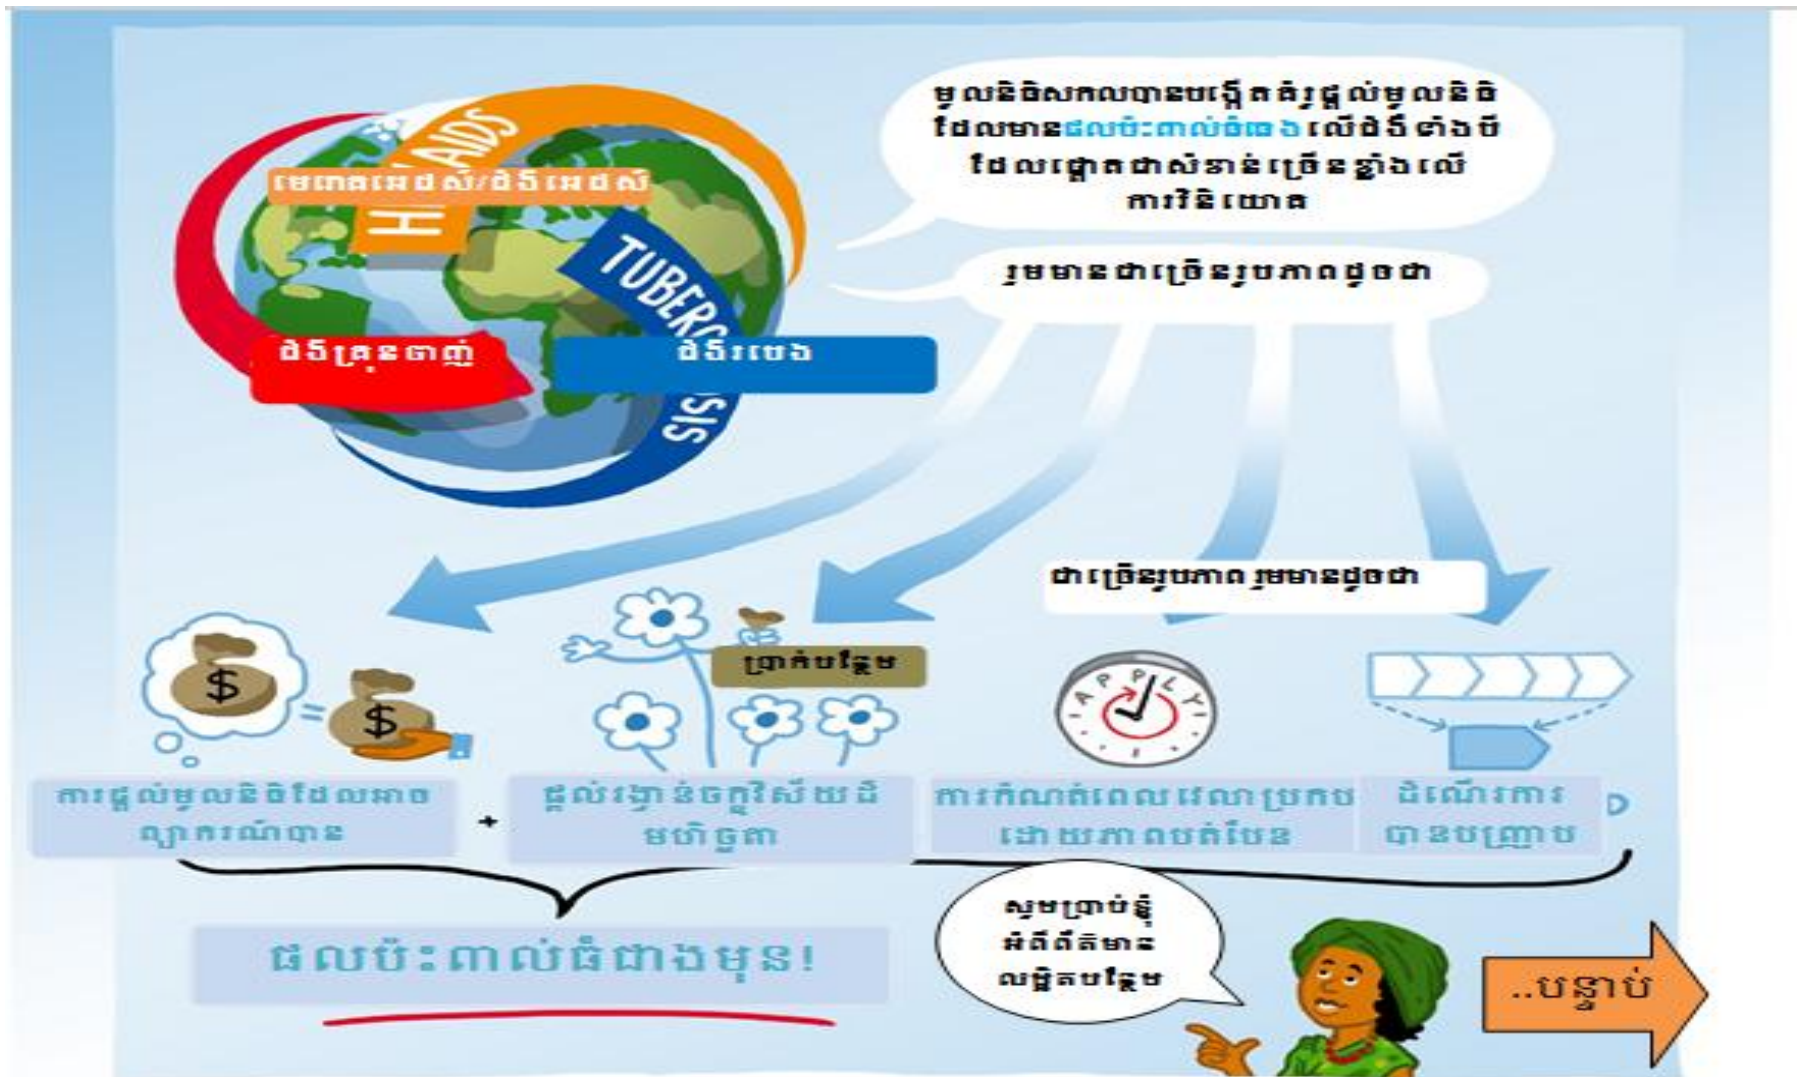 មូលនិធិសកលបានបង្កើតគំរូផ្តល់មូលនិធិ
ដែលមានផលប៉ះពាល់ធំធេងលើជំងឺទាំងបី
ដែលផ្តោតជាសំខាន់ច្រើនខ្លាំងលើ
ការវិនិយោគ
រួមមានជាច្រើនរូបភាពដូចជា
AIDS
មេរោគអេដស៍/ជំងឺអេដស៍
H
TUBERCULOSIS
ជំងឺគ្រុនចាញ់
ជំងឺរបេង
ជាច្រើនរូបភាព រួមមានដូចជា
ប្រាក់បន្ថែម
$ = $
APPLY
ការផ្តល់មូលនិធិដែលអាច
ព្យាករណ៍បាន
+
ផ្តល់រង្វាន់ចក្ខុវិស័យដ៏
មហិច្ឆតា
ការកំណត់ពេលវេលាប្រកប
ដោយភាពបត់បែន
ដំណើរការ
បានបញ្ជ្រាប
ផលប៉ះពាល់ធំជាងមុន!
សូមប្រាប់ខ្ញុំ
អំពីព័ត៌មាន
លម្អិតបន្ថែម
..បន្ទាប់